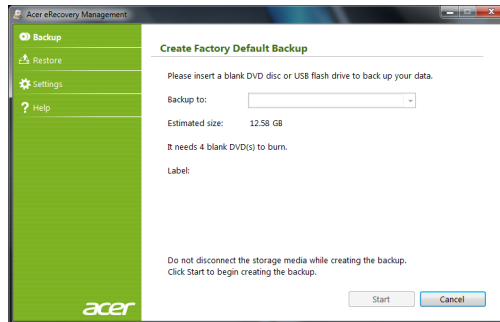 Acer eRecovery Management
Backup
Restore
Settings
Help
Create Factory Default Backup
Please insert a blank DVD disc or USB flash drive to back up your data.
Backup to:
Estimated size: 12.58 GB
It needs 4 blank DVD(s) to burn.
Label:
Do not disconnect the storage media while creating the backup.
Click Start to begin creating the backup.
Start Cancel
acer